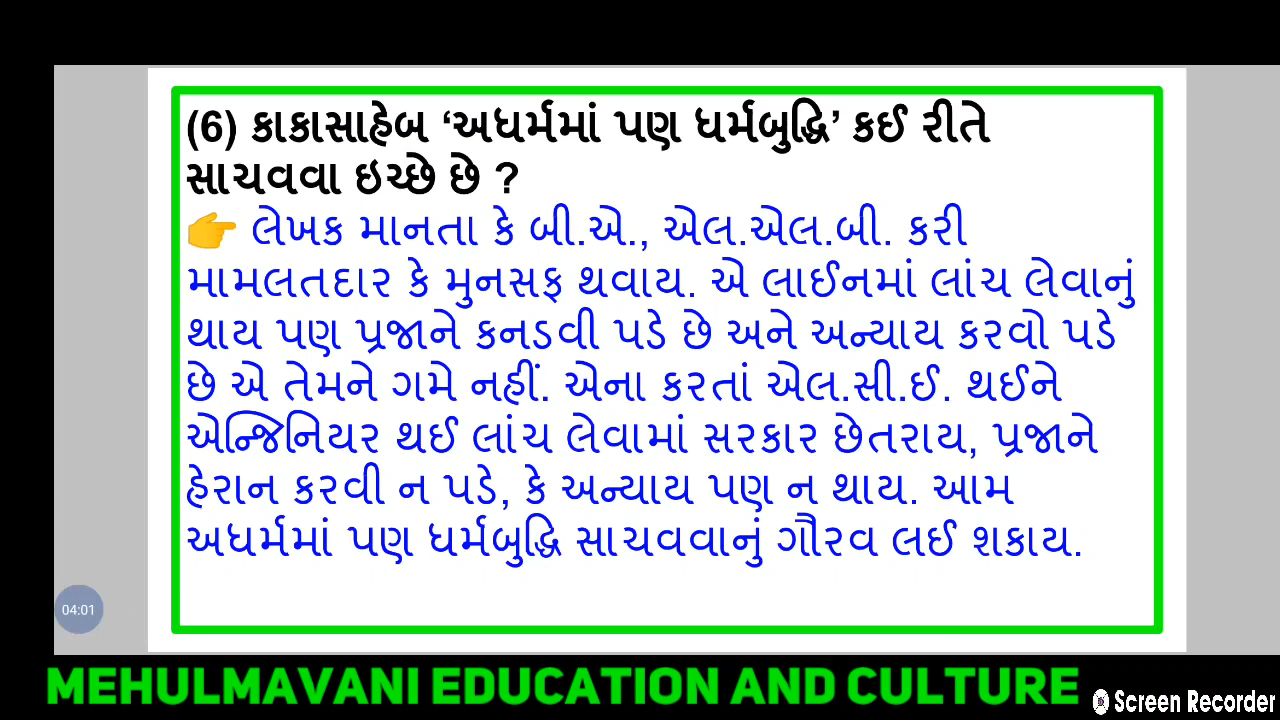 (6) કાકાસાહેબ ‘અધર્મમાં પણ ધર્મબુદ્ધિ’ કઈ રીતે
સાચવવા ઇચ્છે છે ?
👉 લેખક માનતા કે બી.એ., એલ.એલ.બી. કરી
મામલતદાર કે મુનસફ થવાય. એ લાઈનમાં લાંચ લેવાનું
થાય પણ પ્રજાને કનડવી પડે છે અને અન્યાય કરવો પડે
છે એ તેમને ગમે નહીં. એના કરતાં એલ.સી.ઈ. થઈને
એન્જિનિયર થઈ લાંચ લેવામાં સરકાર છેતરાય, પ્રજાને
હેરાન કરવી ન પડે, કે અન્યાય પણ ન થાય. આમ
અધર્મમાં પણ ધર્મબુદ્ધિ સાચવવાનું ગૌરવ લઈ શકાય.
04:01
MEHULMAVANI EDUCATION AND CULTURE
Screen Recorder